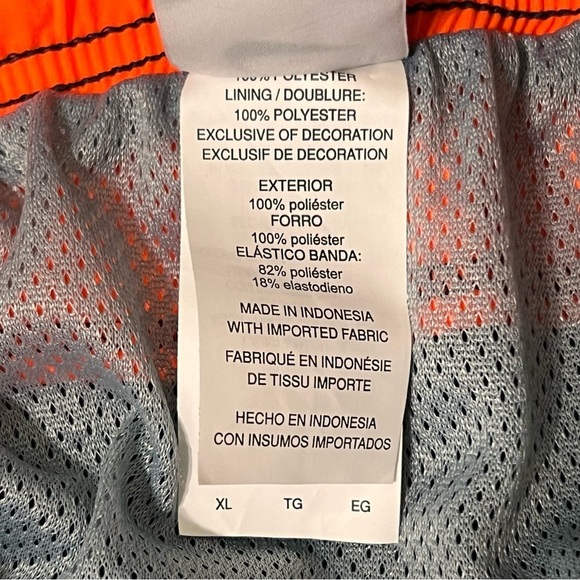 100% POLYESTER
LINING / DOUBLURE:
100% POLYESTER
EXCLUSIVE OF DECORATION
EXCLUSIF DE DECORATION
EXTERIOR
100% poliéster
FORRO
100% poliéster
ELÁSTICO BANDA:
82% poliéster
18% elastodieno
MADE IN INDONESIA
WITH IMPORTED FABRIC
FABRIQUÉ EN INDONÉSIE
DE TISSU IMPORTE
HECHO EN INDONESIA
CON INSUMOS IMPORTADOS
XL TG EG